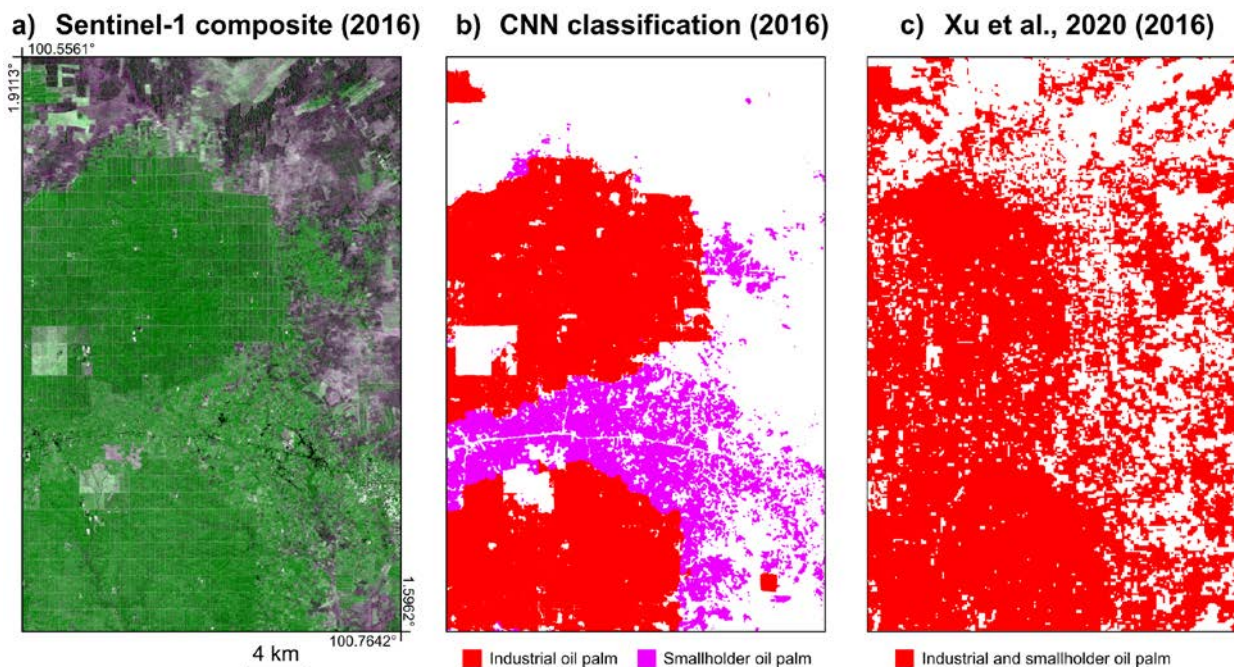 a) Sentinel-1 composite (2016)
b) CNN classification (2016)
c) Xu et al., 2020 (2016)
100.5561°
1.9113°
1.5962°
100.7642°
4 km
Industrial oil palm
Smallholder oil palm
Industrial and smallholder oil palm